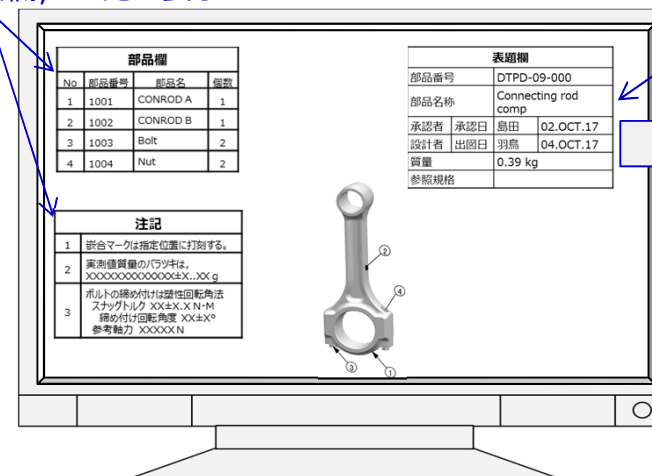 部品欄
No 部品番号 部品名 個数
1 1001 CONROD A 1
2 1002 CONROD B 1
3 1003 Bolt 2
4 1004 Nut 2
表題欄
部品番号 DTPD-09-000
部品名称 Connecting rod
comp
承認者 承認日 島田 02.OCT.17
設計者 出図日 羽鳥 04.OCT.17
質量 0.39 kg
参照規格
注記
1 嵌合マークは指定位置に打刻する。
2 実測値質量のバラツキは,
XXXXXXXXXXXXX±X..XX g
3 ボルトの締め付けは塑性回転角法
スナッグトルク XX±X.X N･M
締め付け回転角度 XX±X°
参考軸力 XXXXX N
②
④
③
①